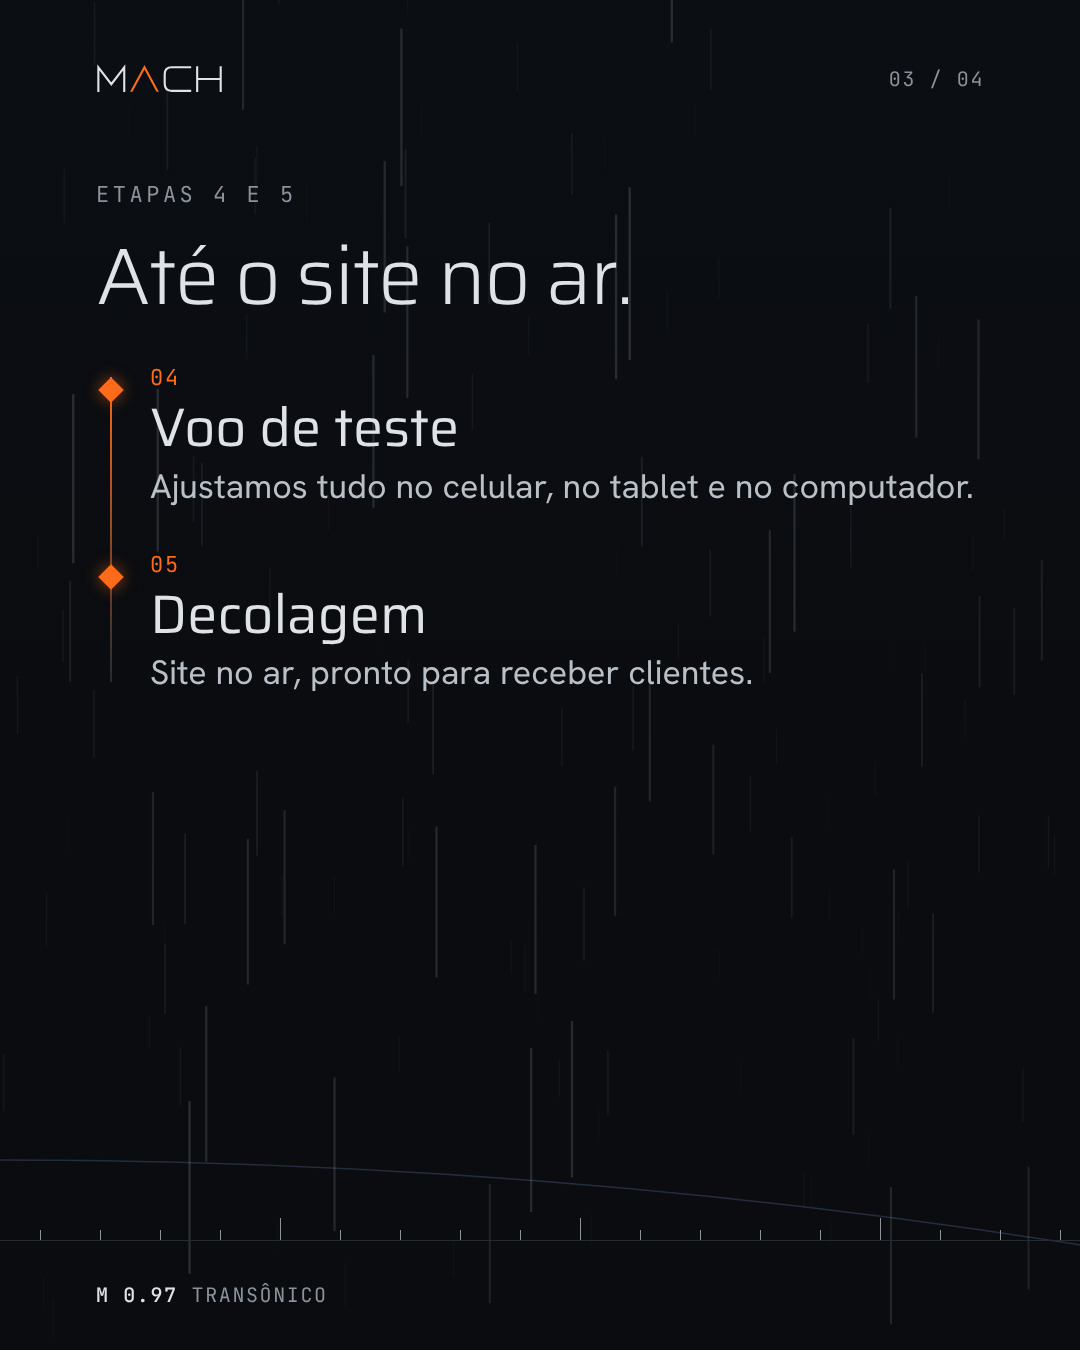 MACH
03 / 04
ETAPAS 4 E 5
Até o site no ar.
04
Voo de teste
Ajustamos tudo no celular, no tablet e no computador.
05
Decolagem
Site no ar, pronto para receber clientes.
M 0.97 TRANSÔNICO